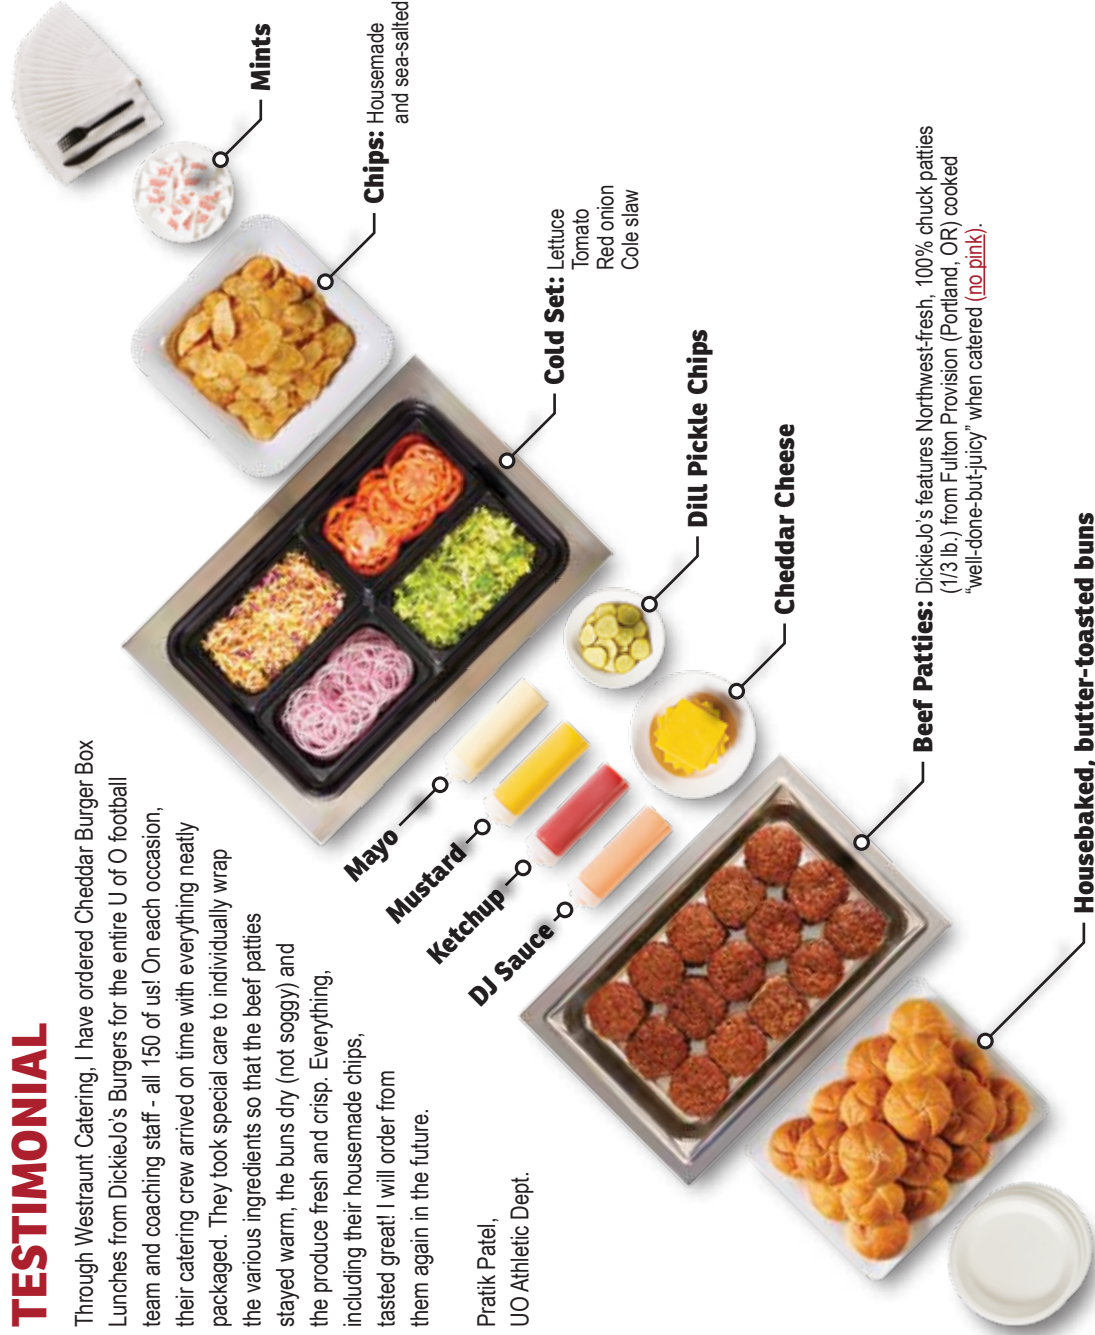 TESTIMONIAL
Through Westraunt Catering, I have ordered Cheddar Burger Box
Lunches from DickieJo’s Burgers for the entire U of O football
team and coaching staff - all 150 of us! On each occasion,
their catering crew arrived on time with everything neatly
packaged. They took special care to individually wrap
the various ingredients so that the beef patties
stayed warm, the buns dry (not soggy) and
the produce fresh and crisp. Everything,
including their housemade chips,
tasted great! I will order from
them again in the future.
Pratik Patel,
UO Athletic Dept.
Mints
Chips: Housemade
and sea-salted
Cold Set: Lettuce
Tomato
Red onion
Cole slaw
Mayo
Mustard
Ketchup
DJ Sauce
Dill Pickle Chips
Cheddar Cheese
Beef Patties: DickieJo’s features Northwest-fresh, 100% chuck patties
(1/3 lb.) from Fulton Provision (Portland, OR) cooked
“well-done-but-juicy” when catered (no pink).
Housebaked, butter-toasted buns